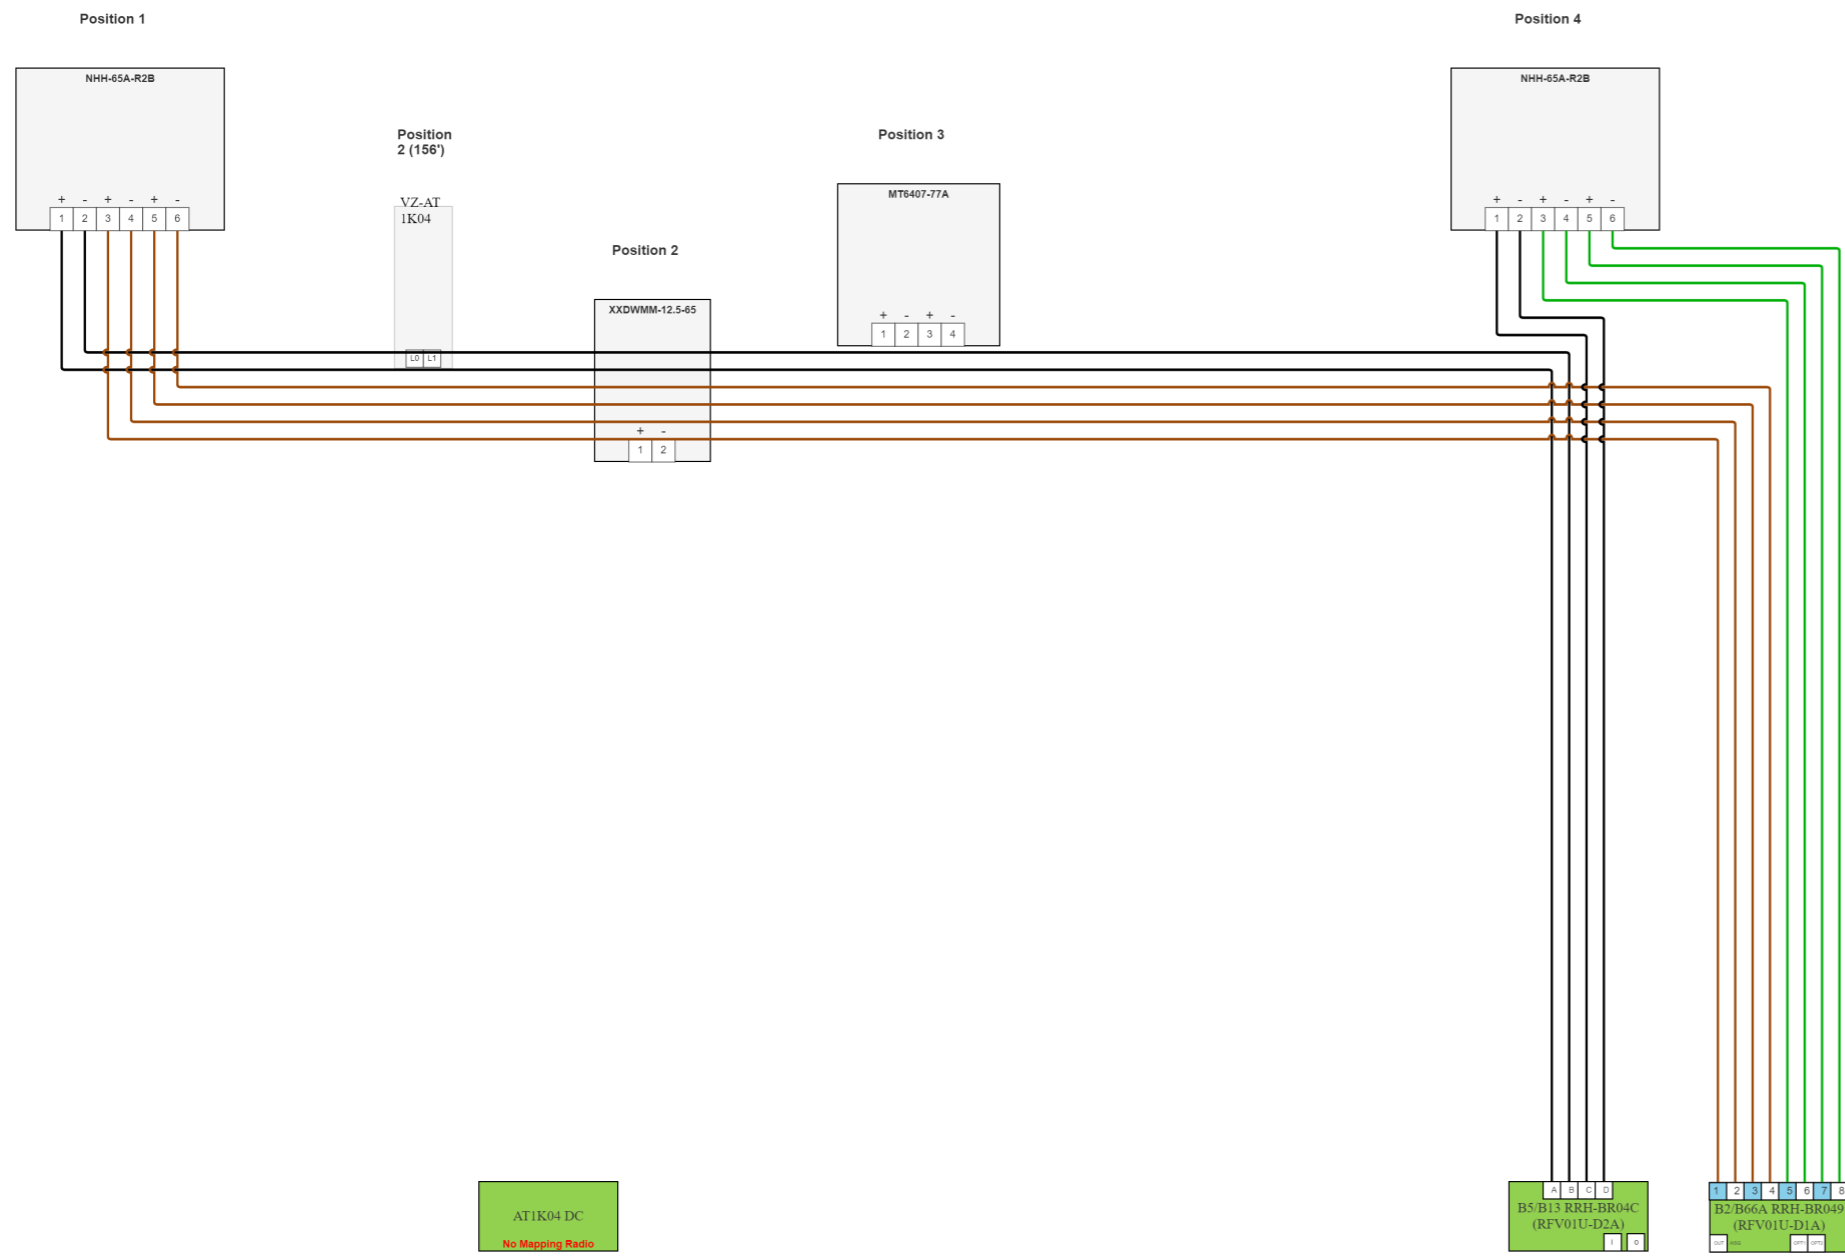 Position 1
Position 4
NHH-65A-R2B
+ - + - + -
1 2 3 4 5 6
Position
2 (156')
VZ-AT
1K04
L0 L1
Position 2
XXDWMM-12.5-65
+ -
1 2
Position 3
MT6407-77A
+ - + -
1 2 3 4
NHH-65A-R2B
+ - + - + -
1 2 3 4 5 6
AT1K04 DC
No Mapping Radio
A B C D
B5/B13 RRH-BR04C
(RFV01U-D2A)
1 2 3 4 5 6 7 8
B2/B66A RRH-BR049
(RFV01U-D1A)
OUT
OPT1 OPT2